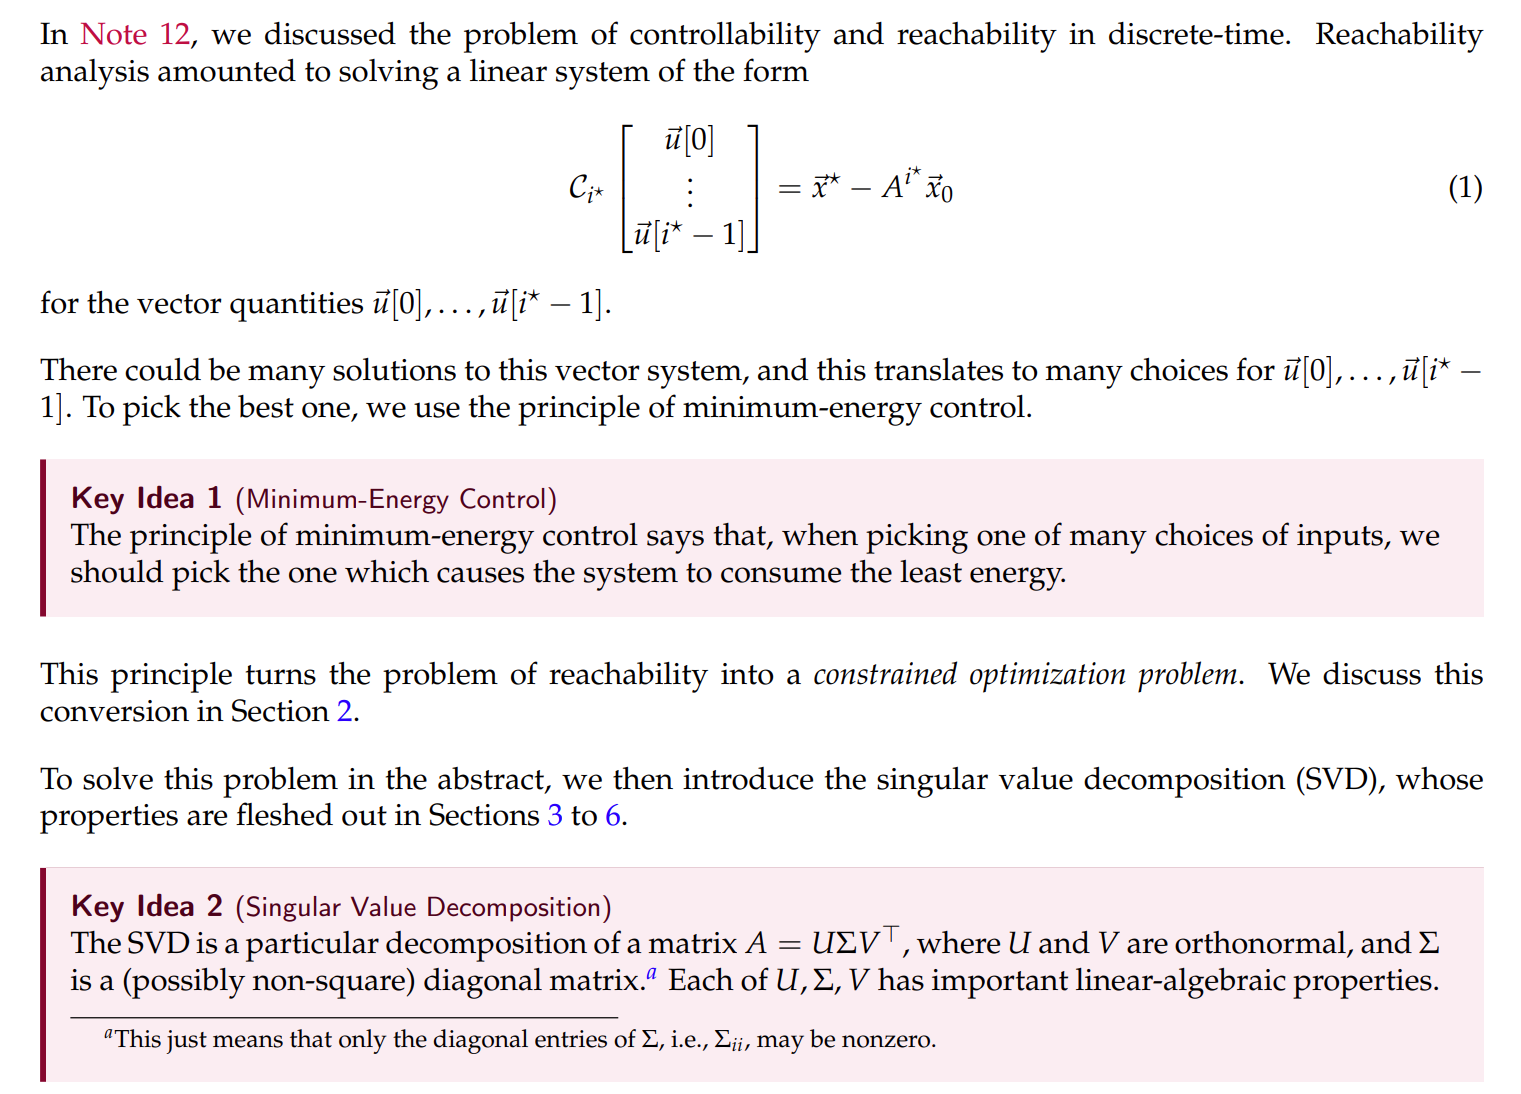 In Note 12, we discussed the problem of controllability and reachability in discrete-time. Reachability
analysis amounted to solving a linear system of the form
$$\mathcal{C}_{i^\star} \begin{bmatrix} \vec{u}[0] \\ \vdots \\ \vec{u}[i^\star - 1] \end{bmatrix} = \vec{x}^\star - A^{i^\star} \vec{x}_0 \quad (1)$$
for the vector quantities $\vec{u}[0], \ldots, \vec{u}[i^\star - 1]$.
There could be many solutions to this vector system, and this translates to many choices for $\vec{u}[0], \ldots, \vec{u}[i^\star -$
$1]$. To pick the best one, we use the principle of minimum-energy control.
Key Idea 1 (Minimum-Energy Control)
The principle of minimum-energy control says that, when picking one of many choices of inputs, we
should pick the one which causes the system to consume the least energy.
This principle turns the problem of reachability into a constrained optimization problem. We discuss this
conversion in Section 2.
To solve this problem in the abstract, we then introduce the singular value decomposition (SVD), whose
properties are fleshed out in Sections 3 to 6.
Key Idea 2 (Singular Value Decomposition)
The SVD is a particular decomposition of a matrix $A = U\Sigma V^\top$, where $U$ and $V$ are orthonormal, and $\Sigma$
is a (possibly non-square) diagonal matrix.$^a$ Each of $U, \Sigma, V$ has important linear-algebraic properties.
$^a$This just means that only the diagonal entries of $\Sigma$, i.e., $\Sigma_{ii}$, may be nonzero.